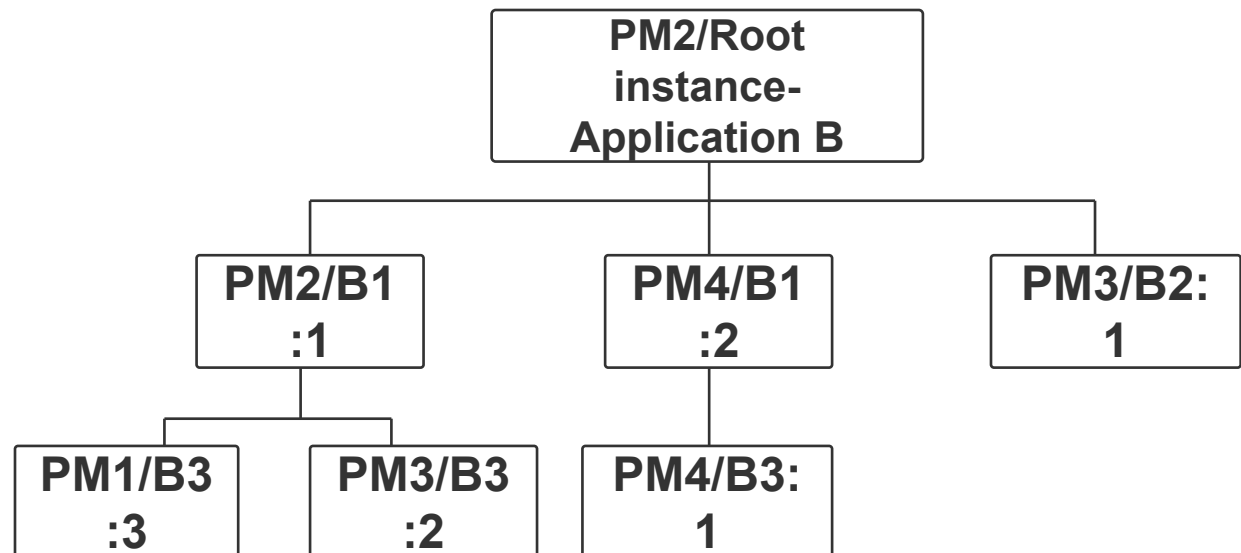 PM2/Root
instance-
Application B
PM2/B1
:1
PM4/B1
:2
PM3/B2:
1
PM1/B3
:3
PM3/B3
:2
PM4/B3:
1